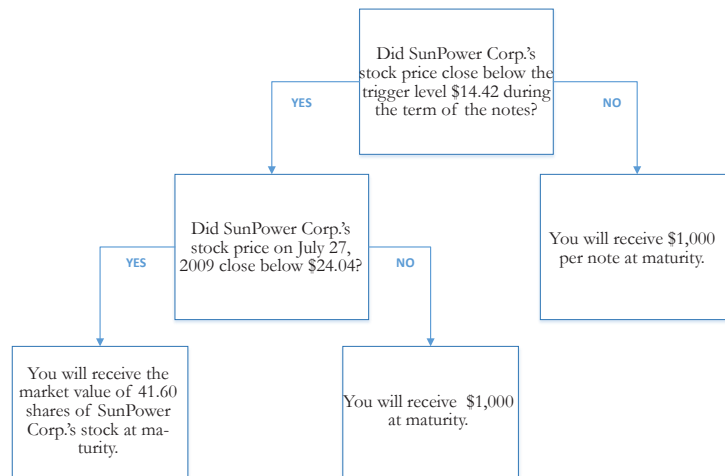 Did SunPower Corp.'s
stock price close below the
trigger level $14.42 during
the term of the notes?
YES
NO
Did SunPower Corp.'s
stock price on July 27,
2009 close below $24.04?
You will receive $1,000
per note at maturity.
YES
NO
You will receive the
market value of 41.60
shares of SunPower
Corp.'s stock at ma-
turity.
You will receive $1,000
at maturity.